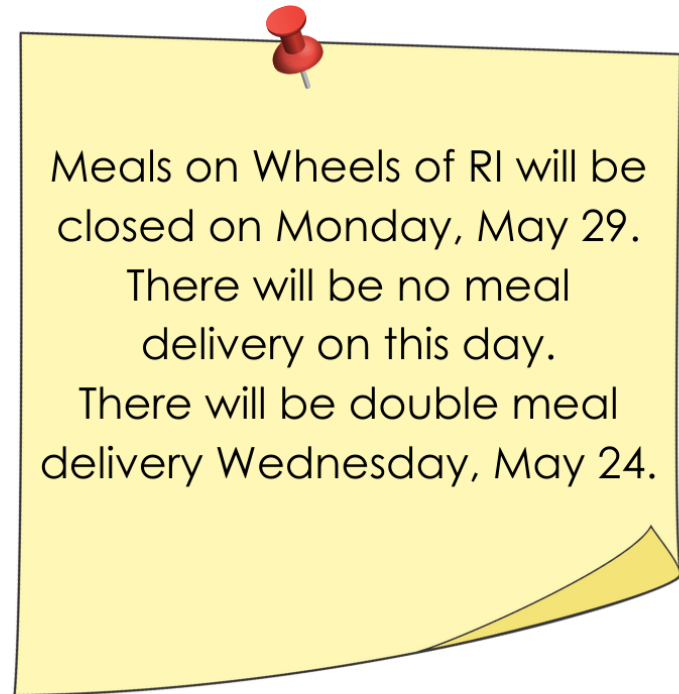 Meals on Wheels of RI will be
closed on Monday, May 29.
There will be no meal
delivery on this day.
There will be double meal
delivery Wednesday, May 24.